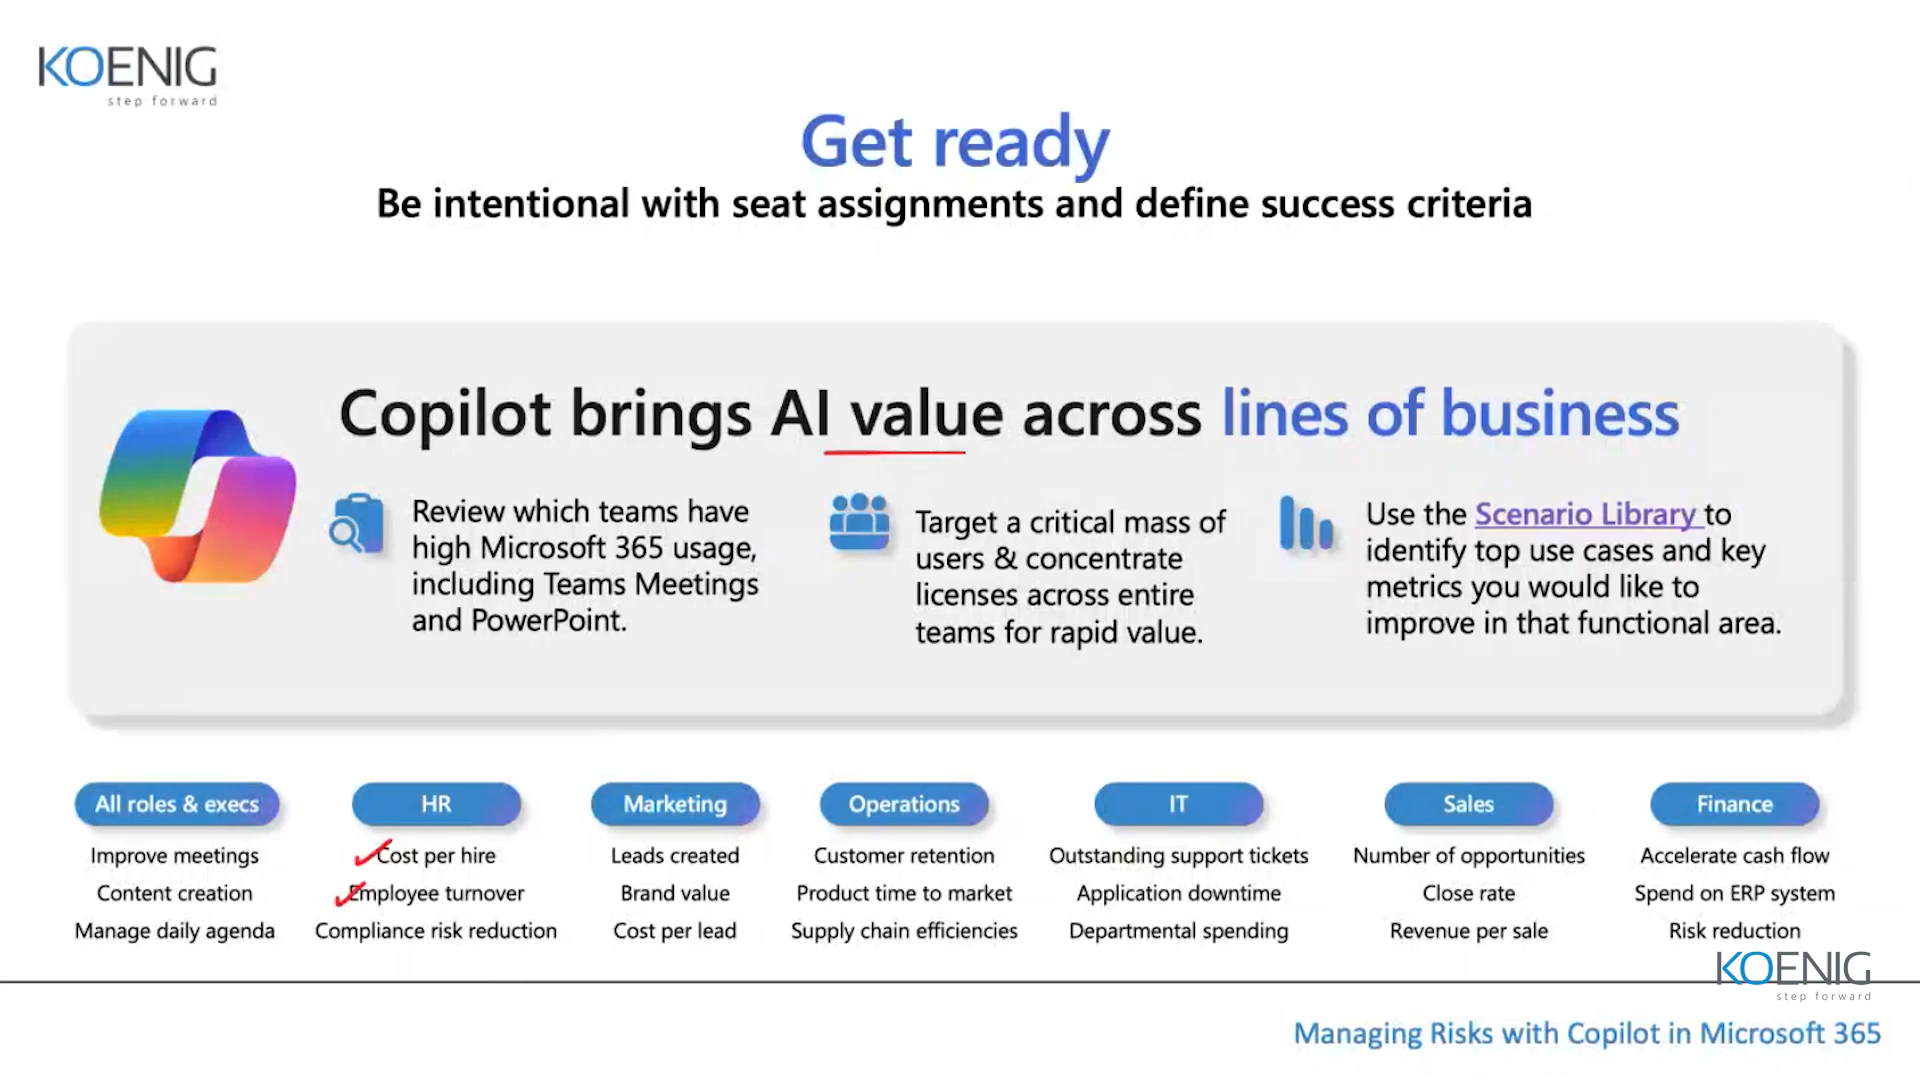 KOENIG
step forward
Get ready
Be intentional with seat assignments and define success criteria
Copilot brings AI value across lines of business
Review which teams have
high Microsoft 365 usage,
including Teams Meetings
and PowerPoint.
Target a critical mass of
users & concentrate
licenses across entire
teams for rapid value.
Use the Scenario Library to
identify top use cases and key
metrics you would like to
improve in that functional area.
All roles & execs
Improve meetings
Content creation
Manage daily agenda
HR
Cost per hire
Employee turnover
Compliance risk reduction
Marketing
Leads created
Brand value
Cost per lead
Operations
Customer retention
Product time to market
Supply chain efficiencies
IT
Outstanding support tickets
Application downtime
Departmental spending
Sales
Number of opportunities
Close rate
Revenue per sale
Finance
Accelerate cash flow
Spend on ERP system
Risk reduction
KOENIG
step forward
Managing Risks with Copilot in Microsoft 365